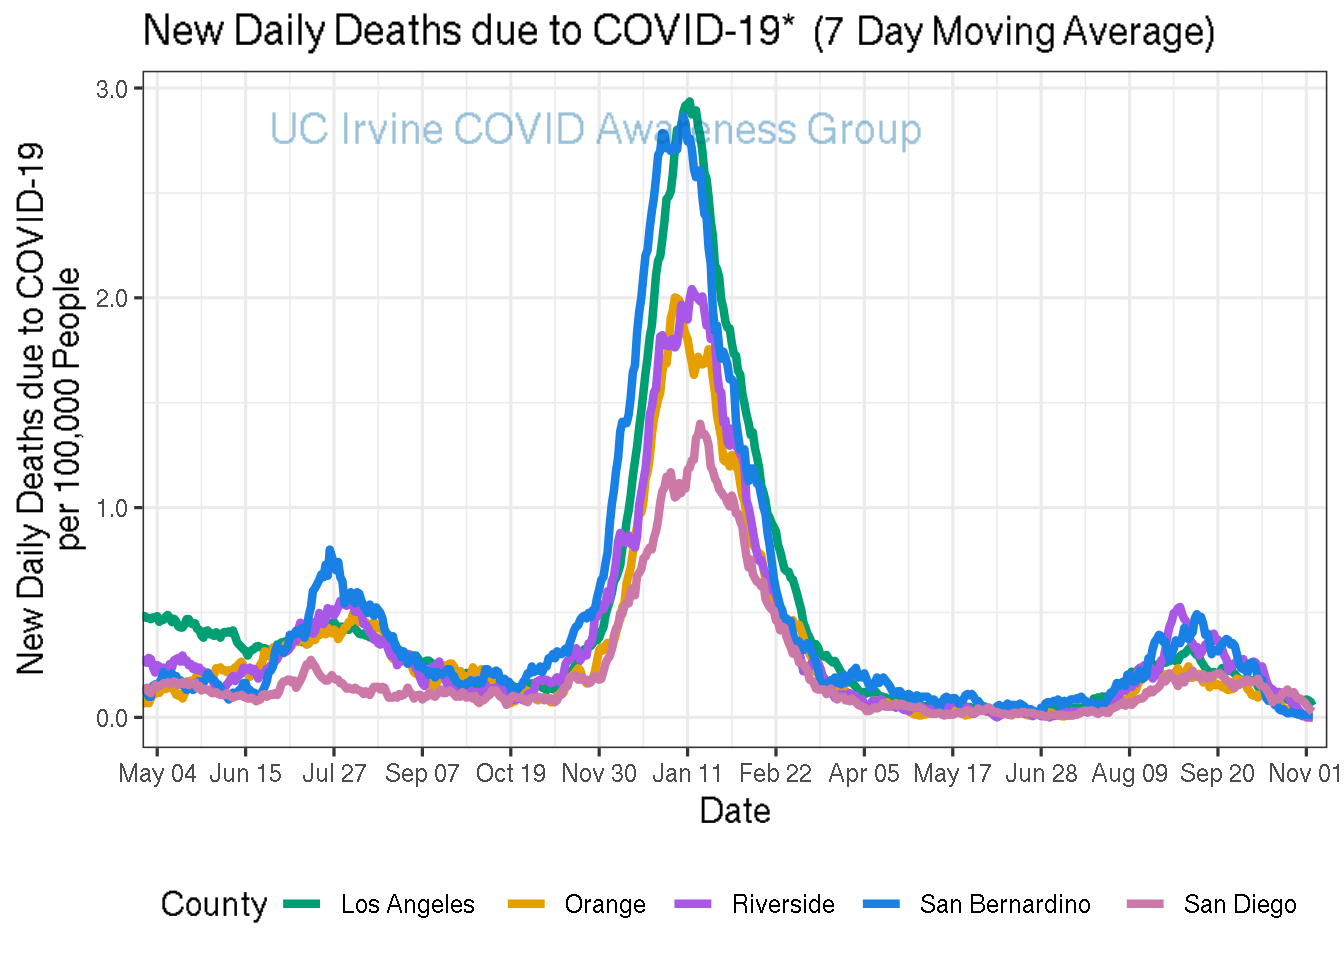 New Daily Deaths due to COVID-19* (7 Day Moving Average)
UC Irvine COVID Awareness Group
New Daily Deaths due to COVID-19
per 100,000 People
3.0
2.0
1.0
0.0
May 04 Jun 15 Jul 27 Sep 07 Oct 19 Nov 30 Jan 11 Feb 22 Apr 05 May 17 Jun 28 Aug 09 Sep 20 Nov 01
Date
County Los Angeles Orange Riverside San Bernardino San Diego